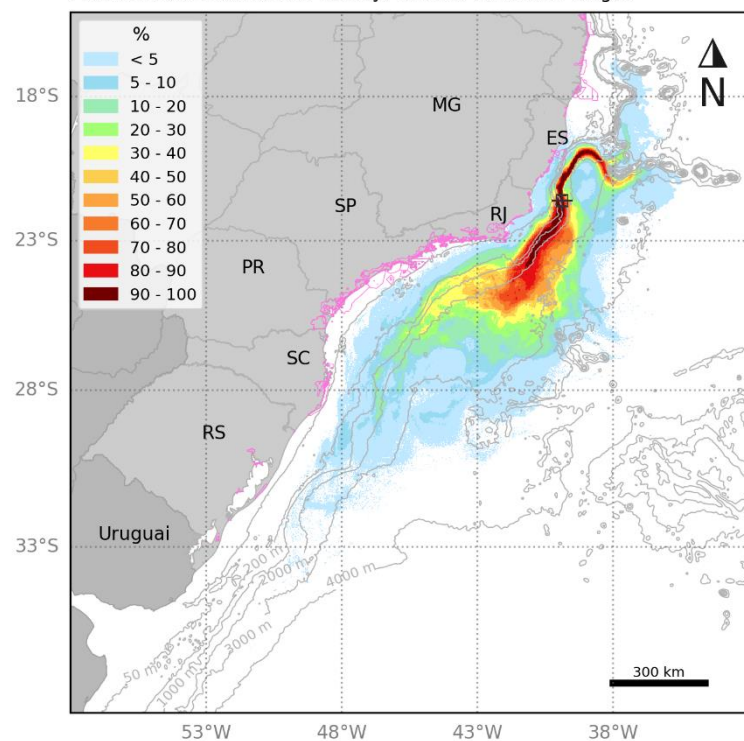 %
< 5
5 - 10
10 - 20
20 - 30
30 - 40
40 - 50
50 - 60
60 - 70
70 - 80
80 - 90
90 - 100
N
MG
ES
SP
RJ
PR
SC
RS
Uruguai
18°S
23°S
28°S
33°S
50 m
200 m
1000 m
2000 m
3000 m
4000 m
300 km
53°W
48°W
43°W
38°W